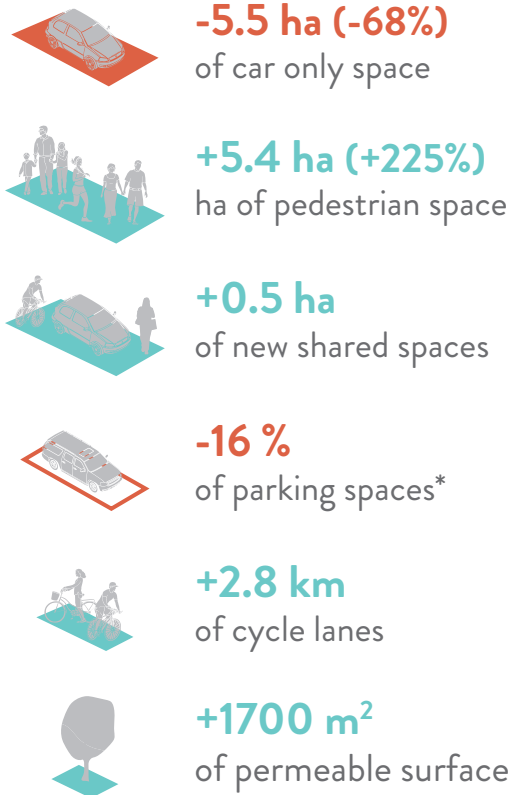 -5.5 ha (-68%)
of car only space
+5.4 ha (+225%)
ha of pedestrian space
+0.5 ha
of new shared spaces
-16 %
of parking spaces*
+2.8 km
of cycle lanes
+1700 m²
of permeable surface